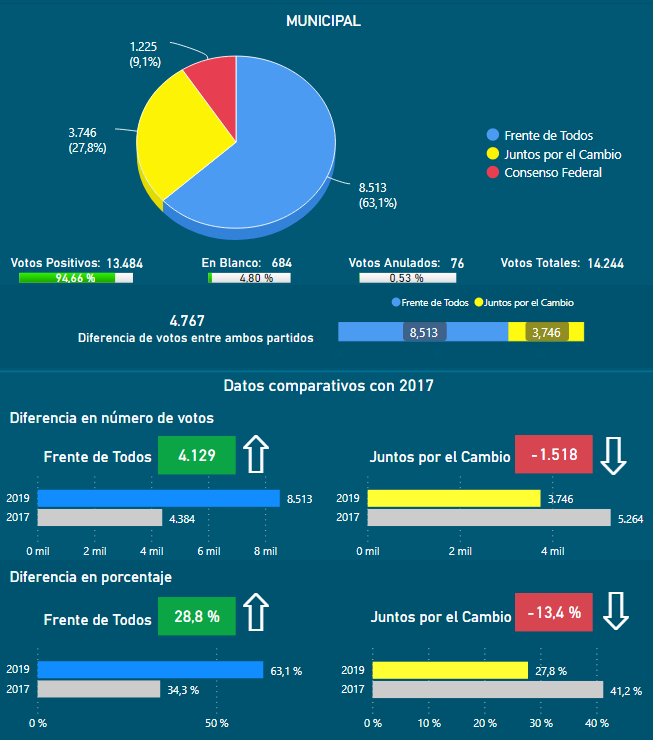 MUNICIPAL
1.225
(9,1%)
3.746
(27,8%)
8.513
(63,1%)
Frente de Todos
Juntos por el Cambio
Consenso Federal
Votos Positivos: 13.484
94,66 %
En Blanco: 684
4,80 %
Votos Anulados: 76
0,53 %
Votos Totales: 14.244
Frente de Todos Juntos por el Cambio
4.767
Diferencia de votos entre ambos partidos
8,513 3,746
Datos comparativos con 2017
Diferencia en número de votos
Frente de Todos 4.129
2019 8.513
2017 4.384
0 mil 2 mil 4 mil 6 mil 8 mil
Juntos por el Cambio -1.518
2019 3.746
2017 5.264
0 mil 2 mil 4 mil
Diferencia en porcentaje
Frente de Todos 28,8 %
2019 63,1 %
2017 34,3 %
0 % 50 %
Juntos por el Cambio -13,4 %
2019 27,8 %
2017 41,2 %
0 % 10 % 20 % 30 % 40 %